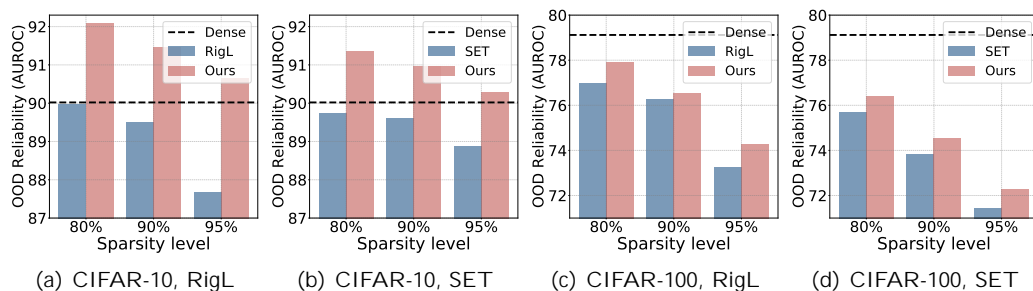 OOD Reliability (AUROC)
92
91
90
89
88
87
Dense
RigL
Ours
80% 90% 95%
Sparsity level
(a) CIFAR-10, RigL
OOD Reliability (AUROC)
92
91
90
89
88
87
Dense
SET
Ours
80% 90% 95%
Sparsity level
(b) CIFAR-10, SET
OOD Reliability (AUROC)
80
78
76
74
72
Dense
RigL
Ours
80% 90% 95%
Sparsity level
(c) CIFAR-100, RigL
OOD Reliability (AUROC)
80
78
76
74
72
Dense
SET
Ours
80% 90% 95%
Sparsity level
(d) CIFAR-100, SET